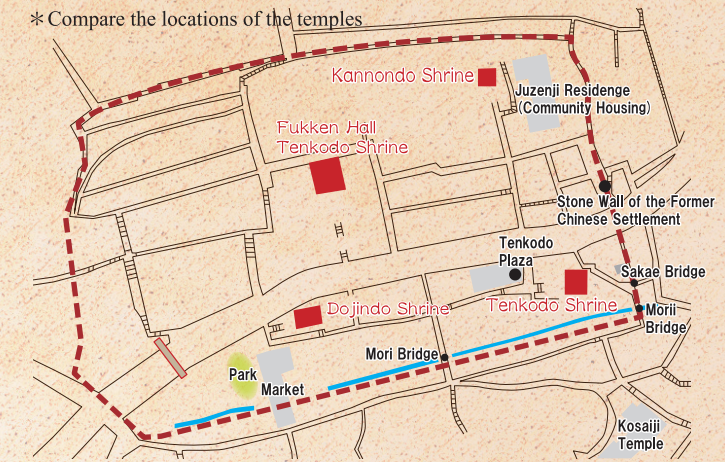 ＊Compare the locations of the temples
Kannondo Shrine
Juzenji Residenge
(Community Housing)
Fukken Hall
Tenkodo Shrine
Stone Wall of the Former
Chinese Settlement
Tenkodo
Plaza
Sakae Bridge
Tenkodo Shrine
Dojindo Shrine
Morii
Bridge
Mori Bridge
Park
Market
Kosaiji
Temple